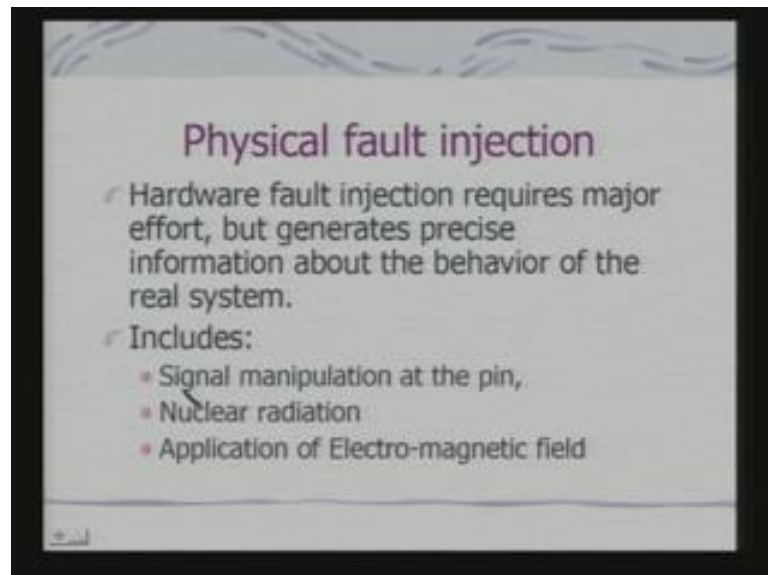 Physical fault injection
Hardware fault injection requires major
effort, but generates precise
information about the behavior of the
real system.
Includes:
Signal manipulation at the pin,
Nuclear radiation
Application of Electro-magnetic field